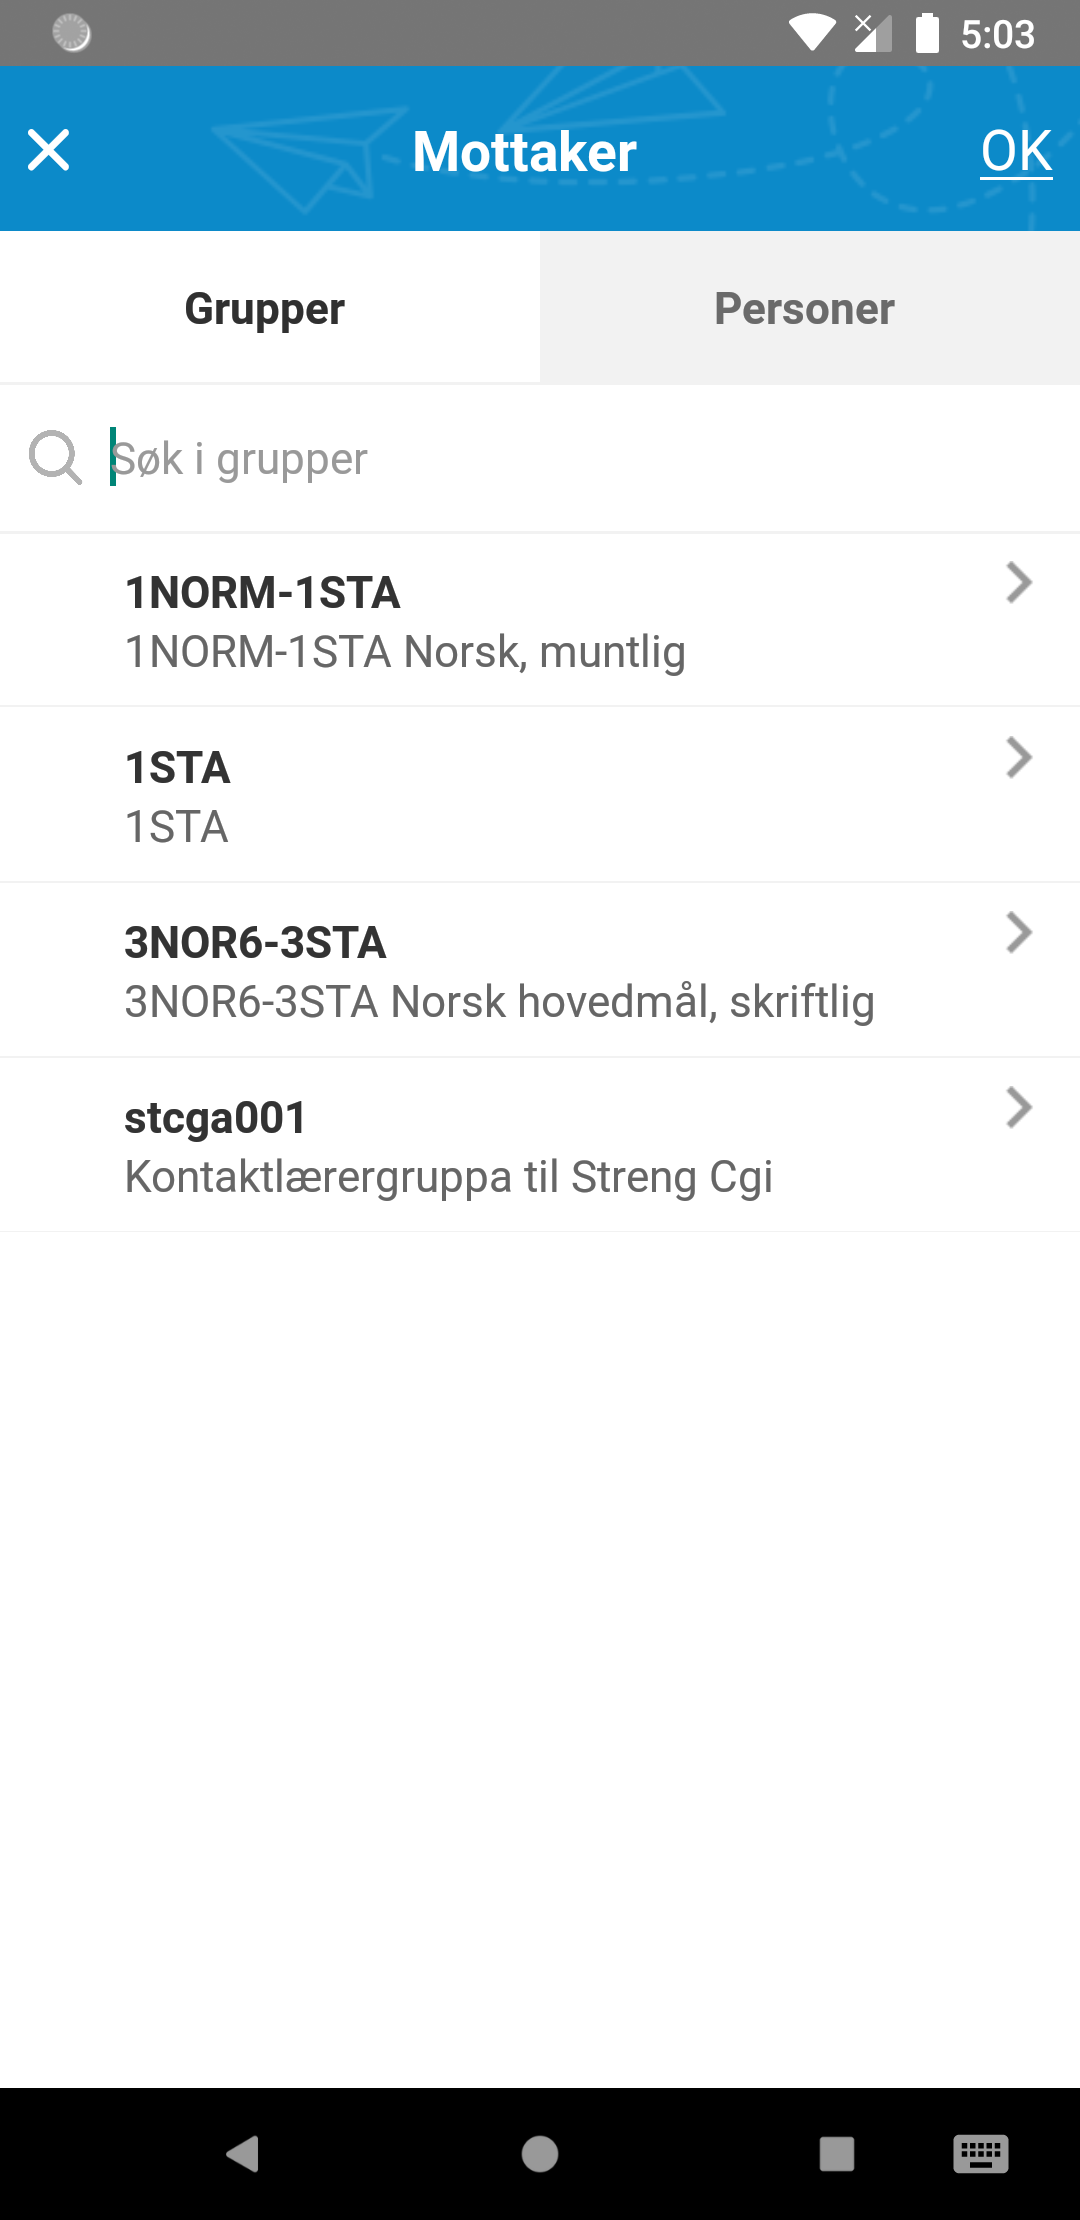 5:03
Mottaker
OK
Grupper
Personer
Søk i grupper
1NORM-1STA
1NORM-1STA Norsk, muntlig
1STA
1STA
3NOR6-3STA
3NOR6-3STA Norsk hovedmål, skriftlig
stcga001
Kontaktlærergruppa til Streng Cgi